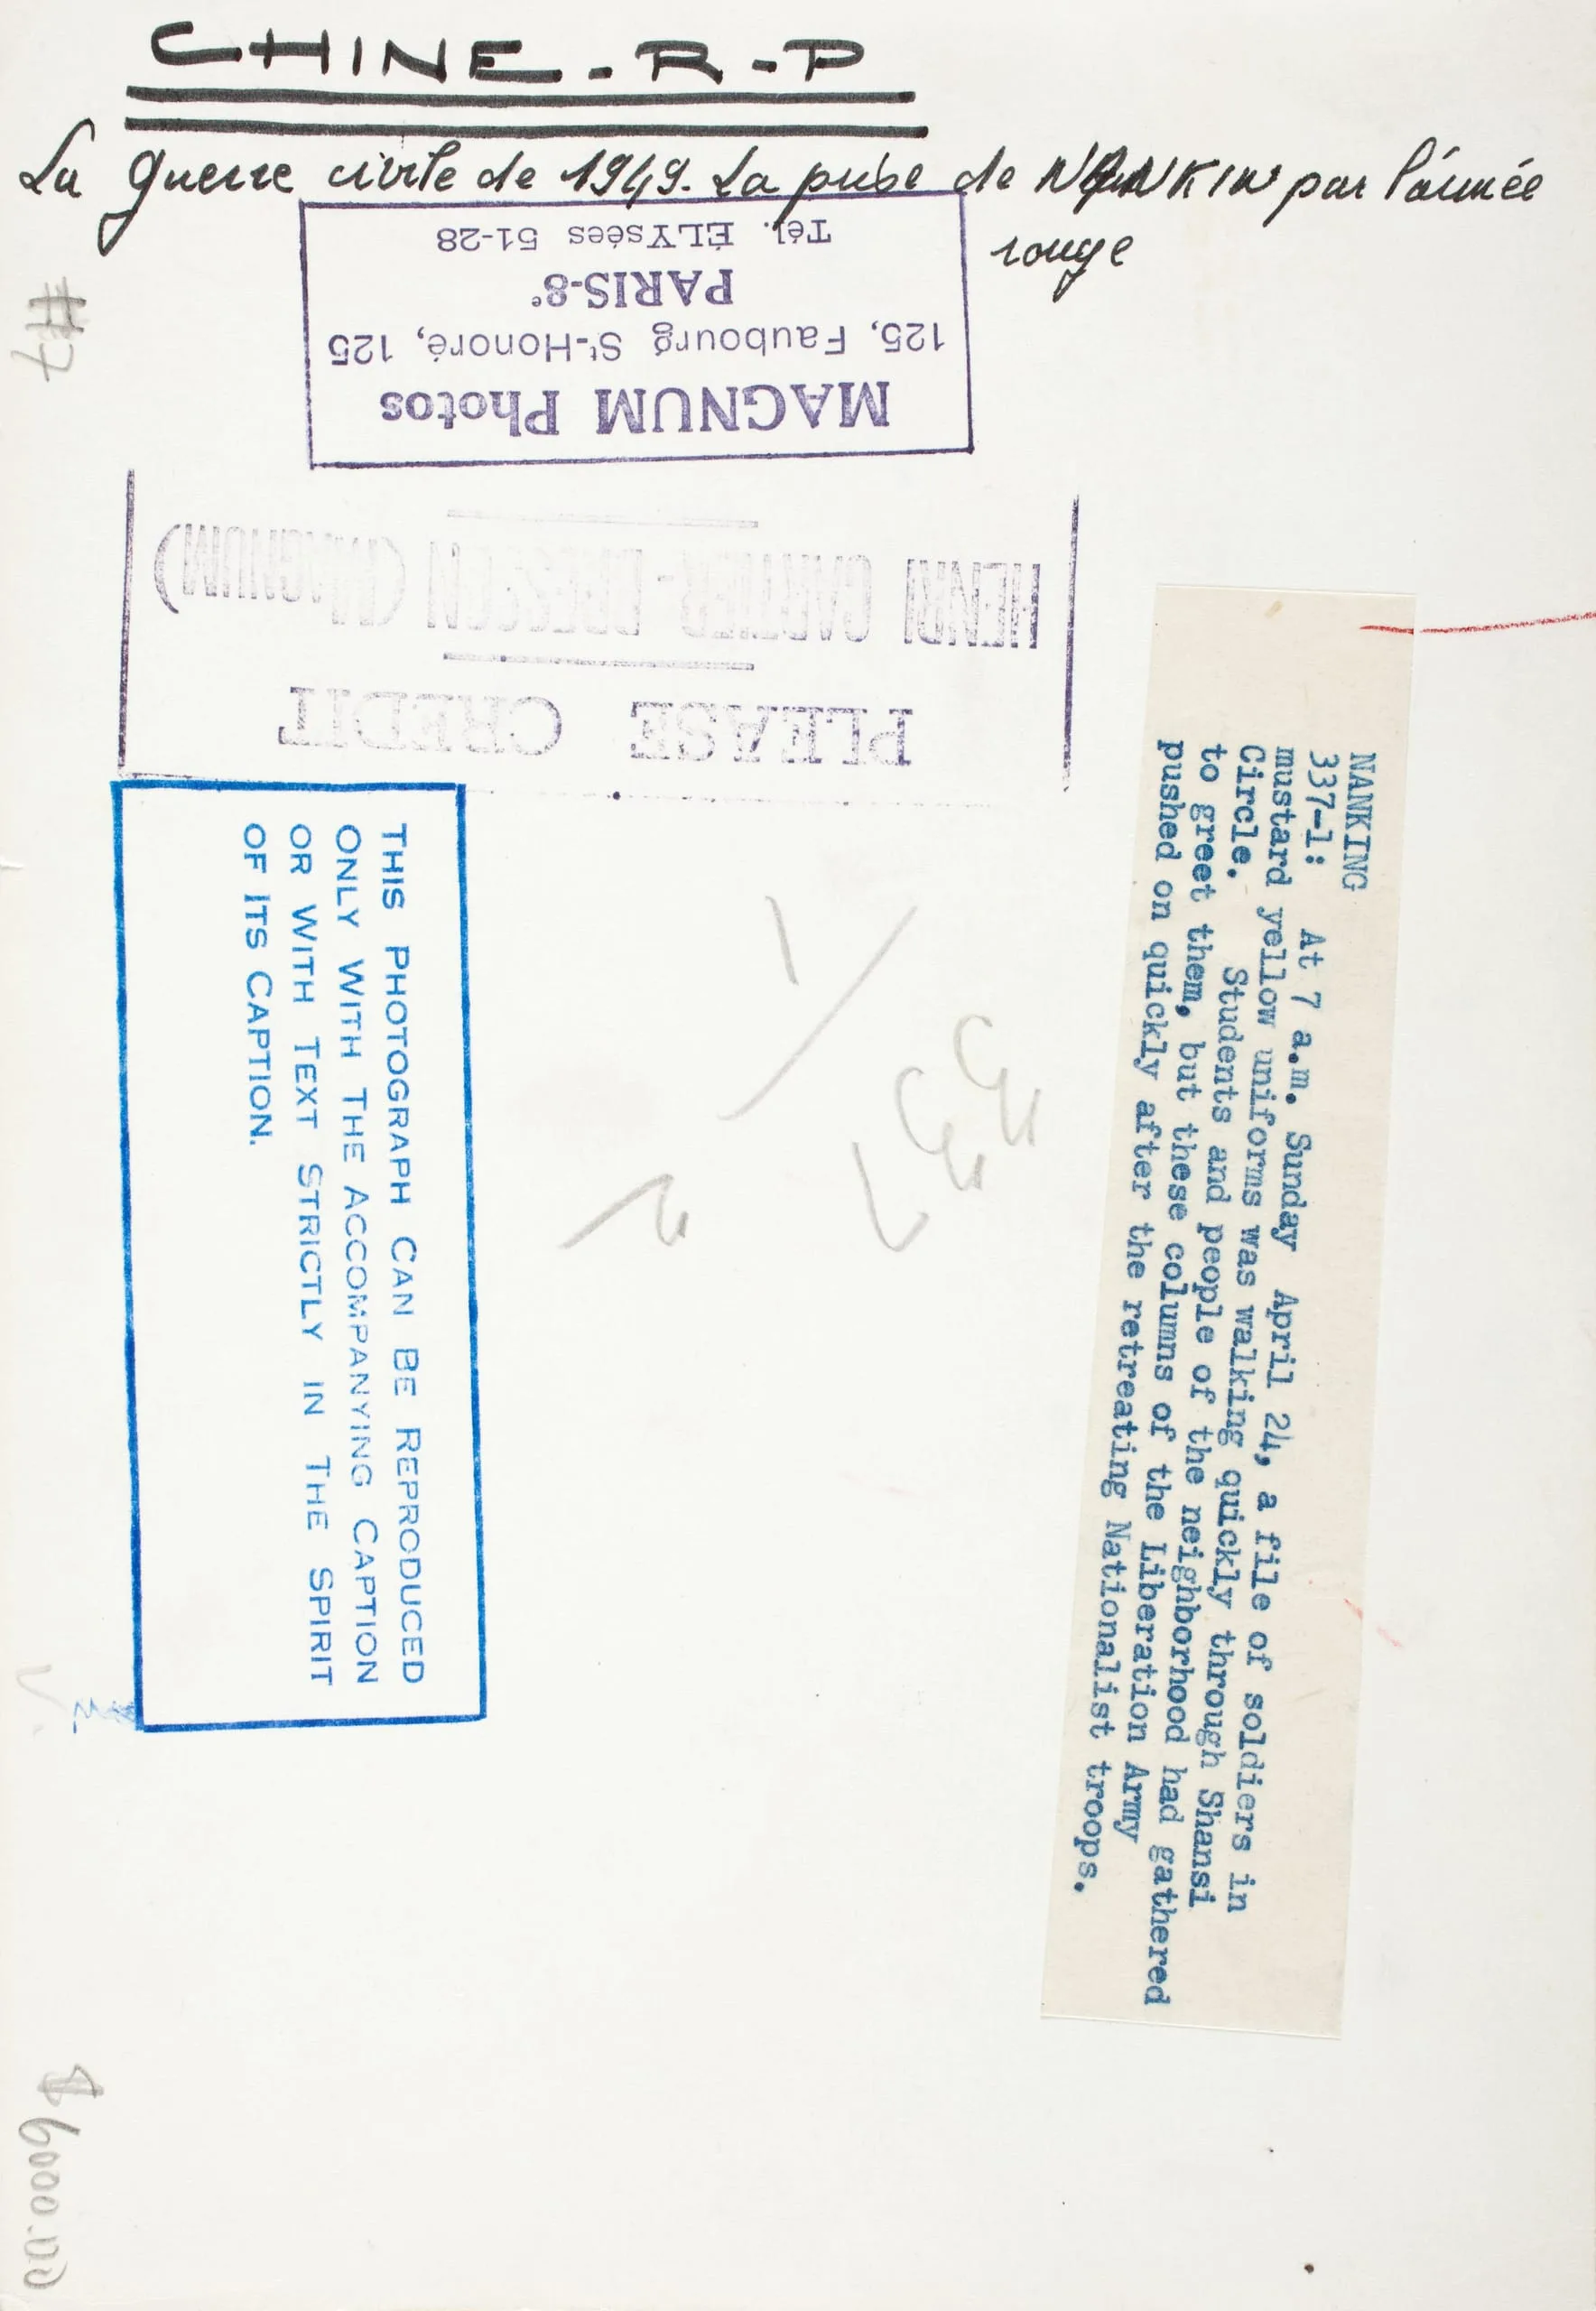 CHINE-R-P
La guerre civile de 1949. La prise de NANKIN par l'armée
rouge
#7
MAGNUM Photos
125, Faubourg St-Honoré, 125
PARIS-8e
Tél. ÉLYsées 51-28
PLEASE CREDIT
HENRI CARTIER-BRESSON (MAGNUM)
NANKING
337-1: At 7 a.m. Sunday April 24, a file of soldiers in
mustard yellow uniforms was walking quickly through Shansi
Circle. Students and people of the neighborhood had gathered
to greet them, but these columns of the Liberation Army
pushed on quickly after the retreating Nationalist troops.
THIS PHOTOGRAPH CAN BE REPRODUCED
ONLY WITH THE ACCOMPANYING CAPTION
OR WITH TEXT STRICTLY IN THE SPIRIT
OF ITS CAPTION.
337
$6000.00